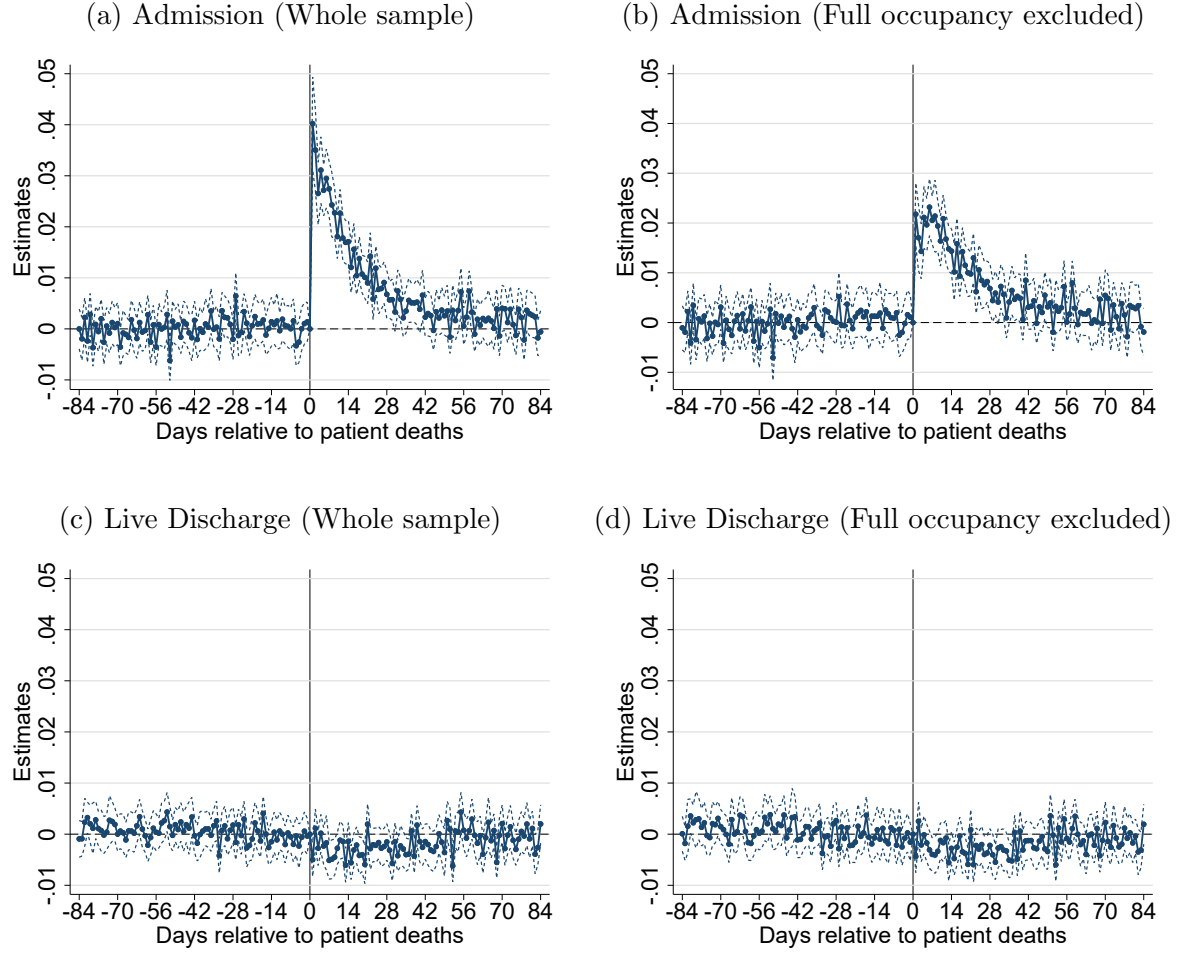 (a) Admission (Whole sample)
(b) Admission (Full occupancy excluded)
Estimates
.05
.04
.03
.02
.01
0
-.01
-84 -70 -56 -42 -28 -14 0 14 28 42 56 70 84
Days relative to patient deaths
Estimates
.05
.04
.03
.02
.01
0
-.01
-84 -70 -56 -42 -28 -14 0 14 28 42 56 70 84
Days relative to patient deaths
(c) Live Discharge (Whole sample)
(d) Live Discharge (Full occupancy excluded)
Estimates
.05
.04
.03
.02
.01
0
-.01
-84 -70 -56 -42 -28 -14 0 14 28 42 56 70 84
Days relative to patient deaths
Estimates
.05
.04
.03
.02
.01
0
-.01
-84 -70 -56 -42 -28 -14 0 14 28 42 56 70 84
Days relative to patient deaths